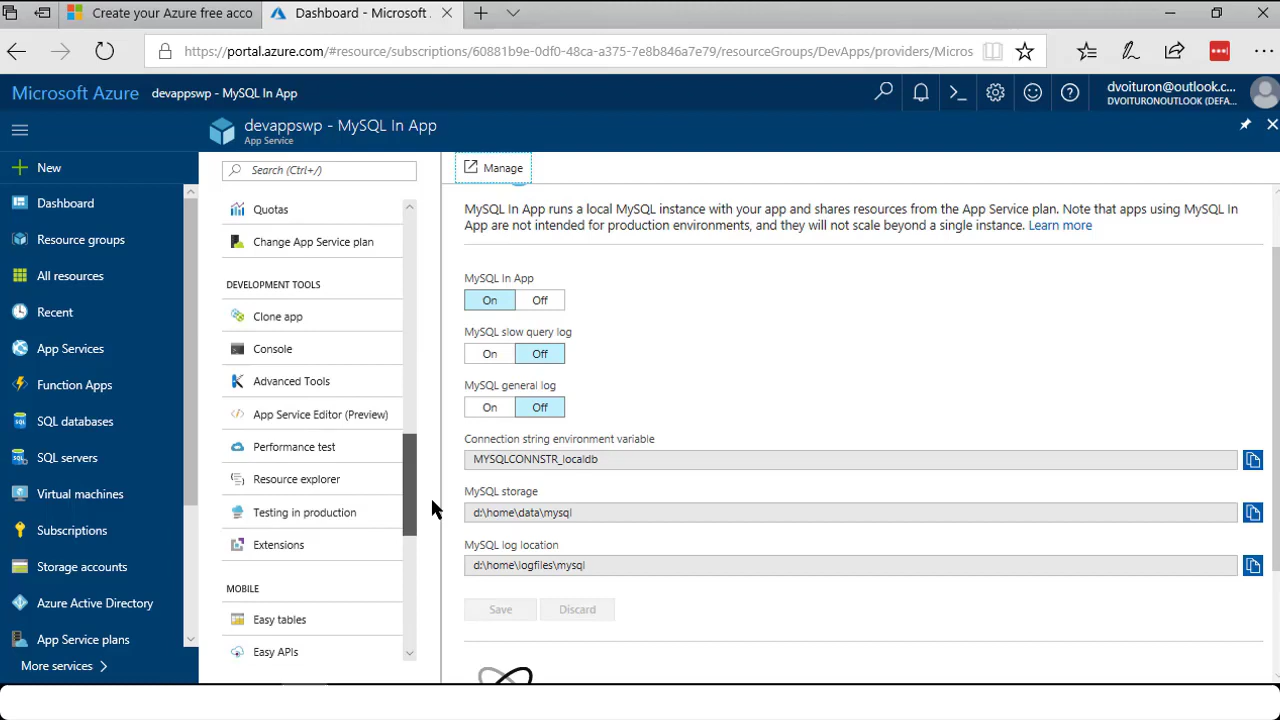 Create your Azure free acco
Dashboard - Microsoft
https://portal.azure.com/#resource/subscriptions/60881b9e-0df0-48ca-a375-7e8b846a7e79/resourceGroups/DevApps/providers/Micros
Microsoft Azure
devappswp - MySQL In App
dvoituron@outlook.c...
DVOITURONOUTLOOK (DEFA...
devappswp - MySQL In App
App Service
New
Dashboard
Resource groups
All resources
Recent
App Services
Function Apps
SQL databases
SQL servers
Virtual machines
Subscriptions
Storage accounts
Azure Active Directory
App Service plans
More services
Search (Ctrl+/)
Quotas
Change App Service plan
DEVELOPMENT TOOLS
Clone app
Console
Advanced Tools
App Service Editor (Preview)
Performance test
Resource explorer
Testing in production
Extensions
MOBILE
Easy tables
Easy APIs
Manage
MySQL In App runs a local MySQL instance with your app and shares resources from the App Service plan. Note that apps using MySQL In
App are not intended for production environments, and they will not scale beyond a single instance. Learn more
MySQL In App
On Off
MySQL slow query log
On Off
MySQL general log
On Off
Connection string environment variable
MYSQLCONNSTR_localdb
MySQL storage
d:\home\data\mysql
MySQL log location
d:\home\logfiles\mysql
Save Discard